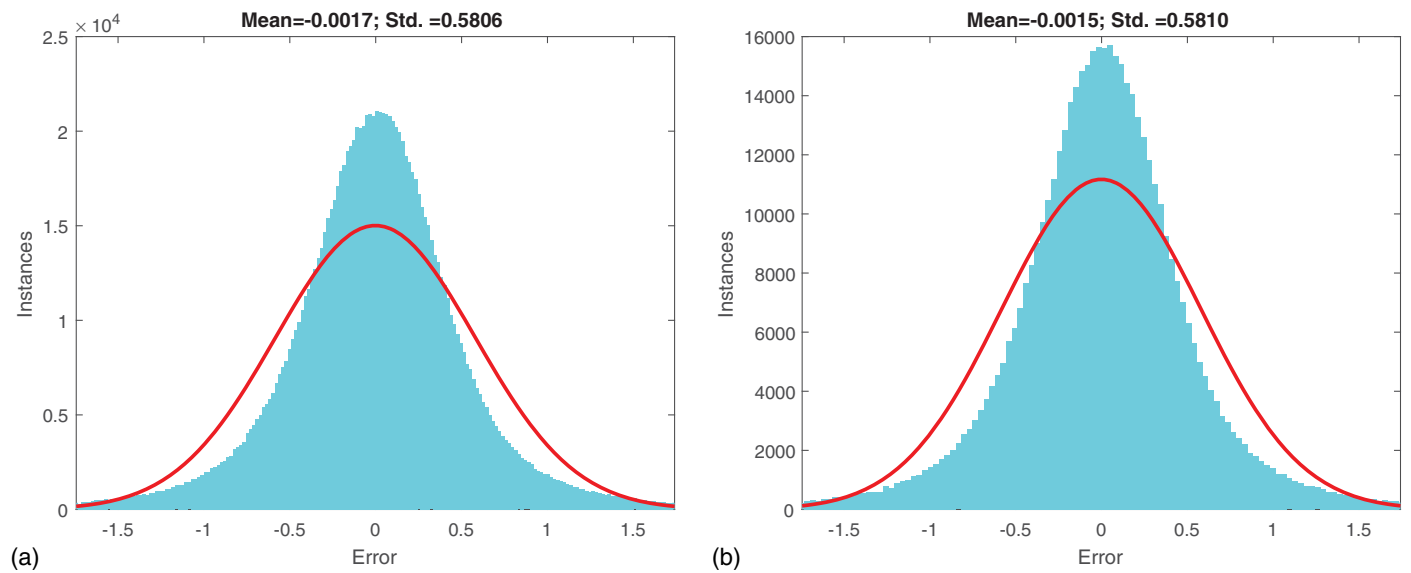 Mean=-0.0017; Std. =0.5806
2.5 × 10⁴
2
1.5
1
0.5
0
Instances
-1.5 -1 -0.5 0 0.5 1 1.5
Error
(a)
Mean=-0.0015; Std. =0.5810
16000
14000
12000
10000
8000
6000
4000
2000
0
Instances
-1.5 -1 -0.5 0 0.5 1 1.5
Error
(b)